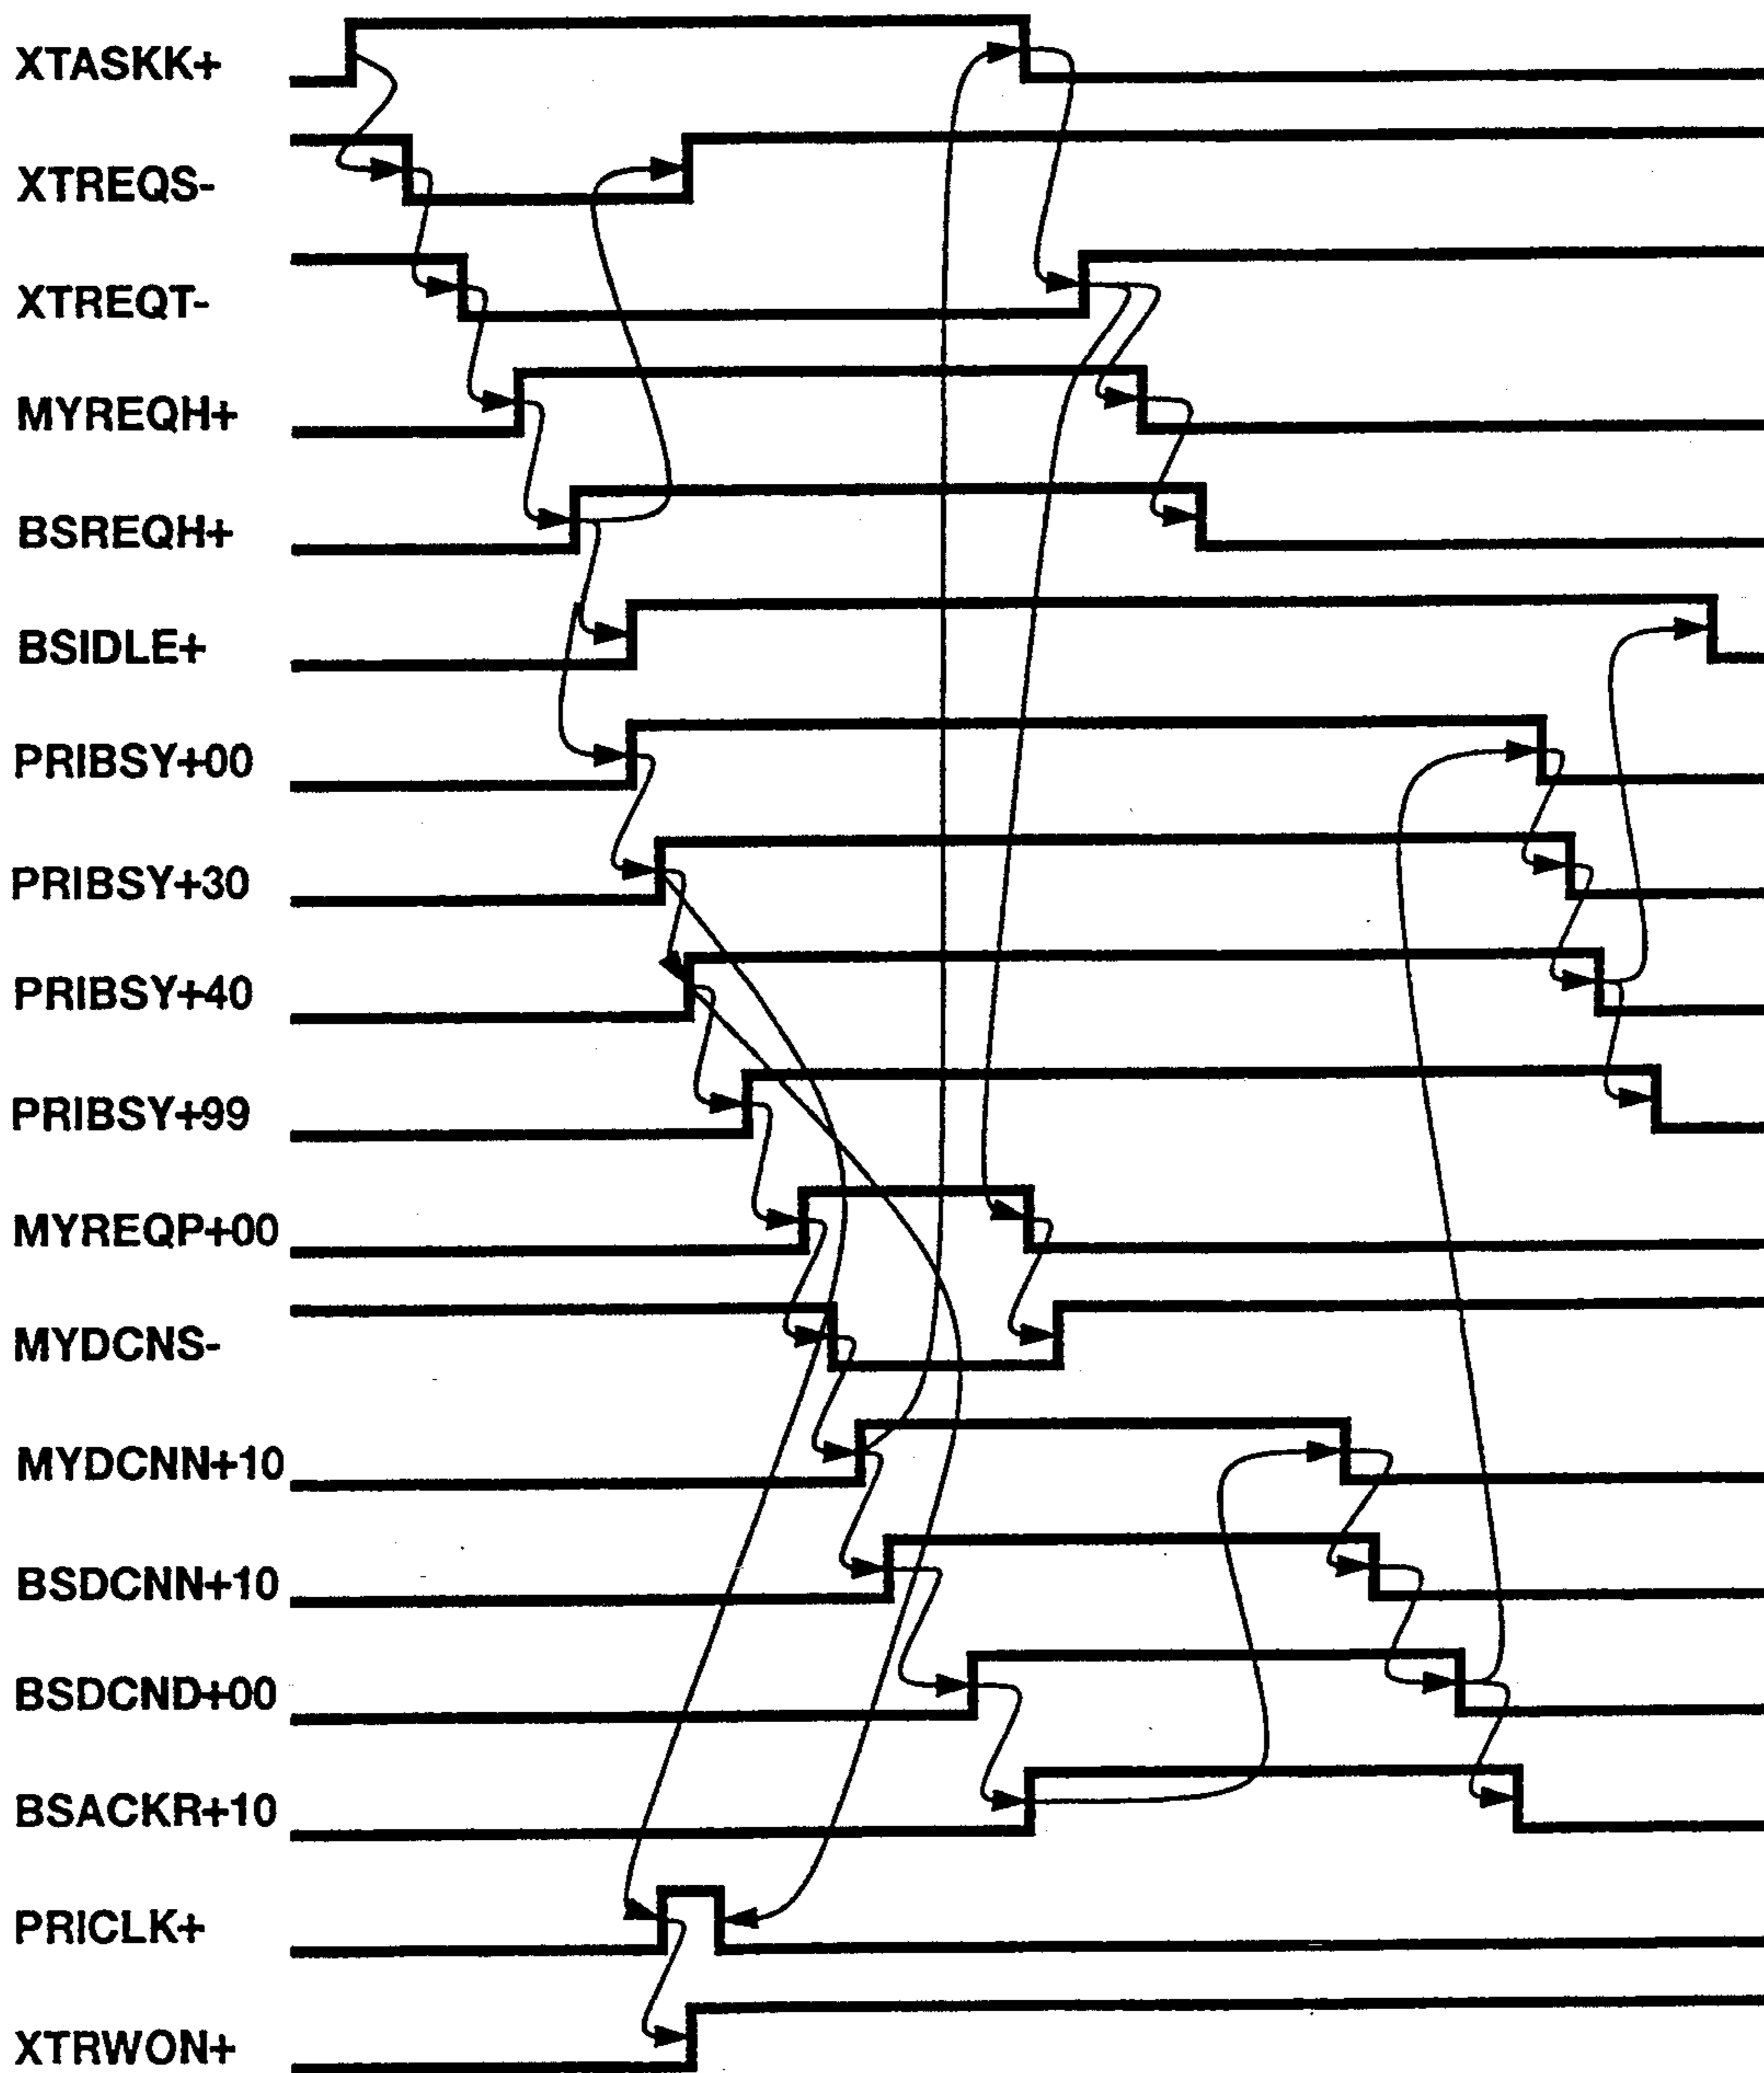 XTASKK+
XTREQS-
XTREQT-
MYREQH+
BSREQH+
BSIDLE+
PRIBSY+00
PRIBSY+30
PRIBSY+40
PRIBSY+99
MYREQP+00
MYDCNS-
MYDCNN+10
BSDCNN+10
BSDCND+00
BSACKR+10
PRICLK+
XTRWON+